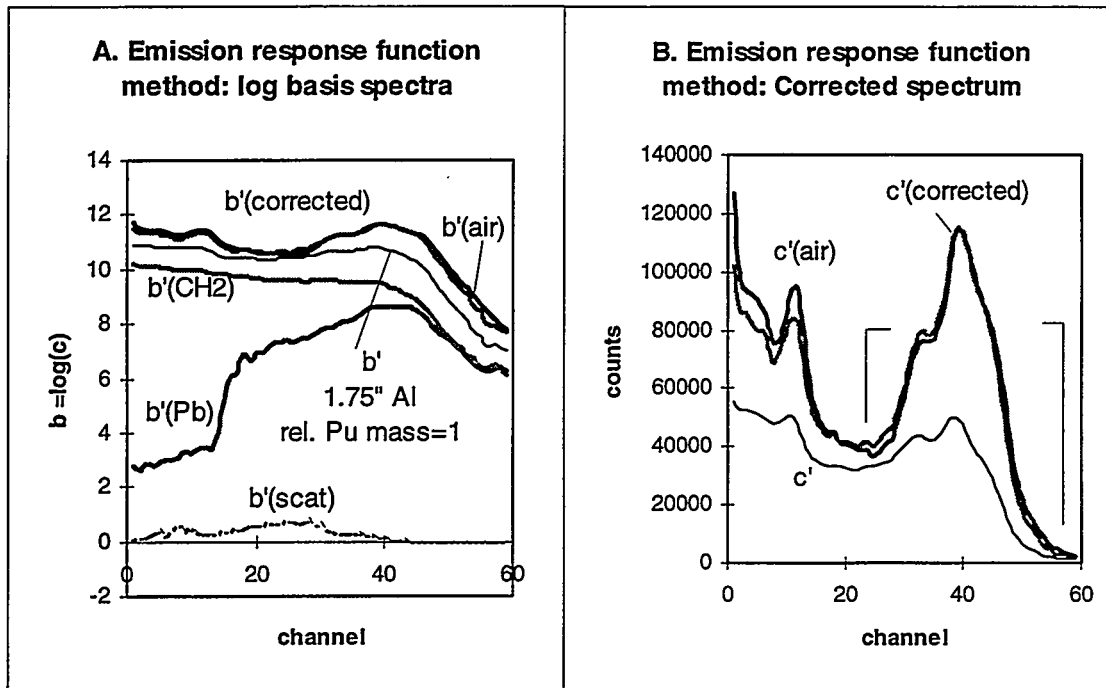 A. Emission response function
method: log basis spectra
14
12
10
8
6
4
2
0
-2
b =log(c)
b'(corrected)
b'(air)
b'(CH2)
b'
1.75" Al
rel. Pu mass=1
b'(Pb)
b'(scat)
0
20
40
60
channel
B. Emission response function
method: Corrected spectrum
140000
120000
100000
80000
60000
40000
20000
0
counts
c'(corrected)
c'(air)
c'
0
20
40
60
channel